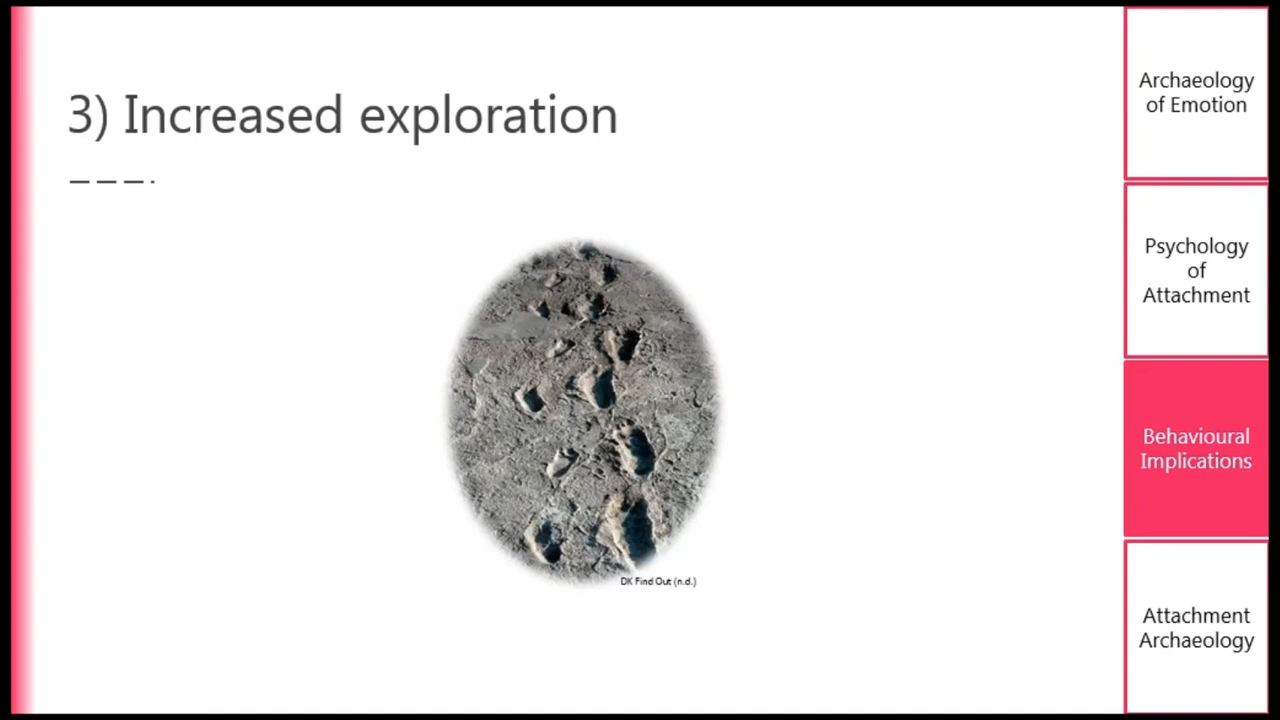 3) Increased exploration
DK Find Out (n.d.)
Archaeology
of Emotion
Psychology
of
Attachment
Behavioural
Implications
Attachment
Archaeology